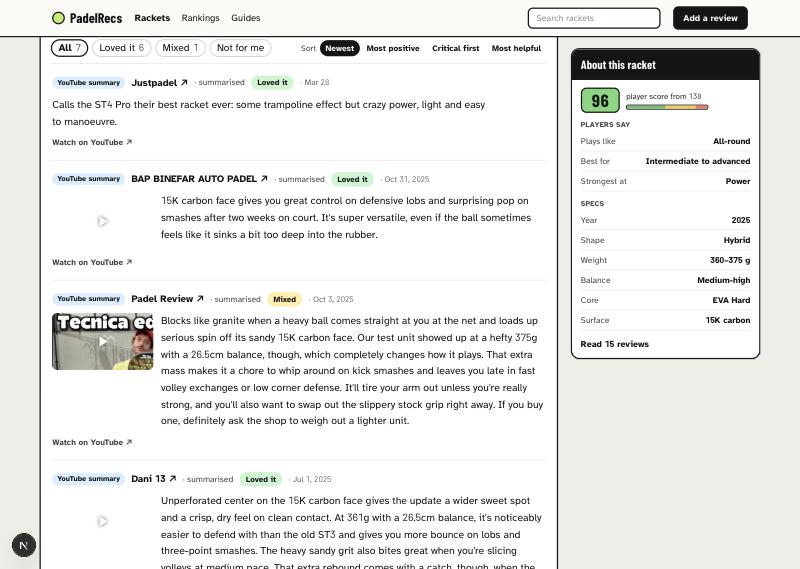 PadelRecs
Rackets
Rankings
Guides
Search rackets
Add a review
All 7
Loved it 6
Mixed 1
Not for me
Sort
Newest
Most positive
Critical first
Most helpful
YouTube summary Justpadel ↗ · summarised Loved it · Mar 28
Calls the ST4 Pro their best racket ever: some trampoline effect but crazy power, light and easy
to manoeuvre.
Watch on YouTube ↗
YouTube summary BAP BINEFAR AUTO PADEL ↗ · summarised Loved it · Oct 31, 2025
15K carbon face gives you great control on defensive lobs and surprising pop on
smashes after two weeks on court. It's super versatile, even if the ball sometimes
feels like it sinks a bit too deep into the rubber.
Watch on YouTube ↗
YouTube summary Padel Review ↗ · summarised Mixed · Oct 3, 2025
Tecnica ed
Blocks like granite when a heavy ball comes straight at you at the net and loads up
serious spin off its sandy 15K carbon face. Our test unit showed up at a hefty 375g
with a 26.5cm balance, though, which completely changes how it plays. That extra
mass makes it a chore to whip around on kick smashes and leaves you late in fast
volley exchanges or low corner defense. It'll tire your arm out unless you're really
strong, and you'll also want to swap out the slippery stock grip right away. If you buy
one, definitely ask the shop to weigh out a lighter unit.
Watch on YouTube ↗
YouTube summary Dani 13 ↗ · summarised Loved it · Jul 1, 2025
Unperforated center on the 15K carbon face gives the update a wider sweet spot
and a crisp, dry feel on clean contact. At 361g with a 26.5cm balance, it's noticeably
easier to defend with than the old ST3 and gives you more bounce on lobs and
three-point smashes. The heavy sandy grit also bites great when you're slicing
volleys at medium pace. That extra rebound comes with a catch, though, when the
About this racket
96
player score from 138
PLAYERS SAY
Plays like All-round
Best for Intermediate to advanced
Strongest at Power
SPECS
Year 2025
Shape Hybrid
Weight 360–375 g
Balance Medium-high
Core EVA Hard
Surface 15K carbon
Read 15 reviews
N